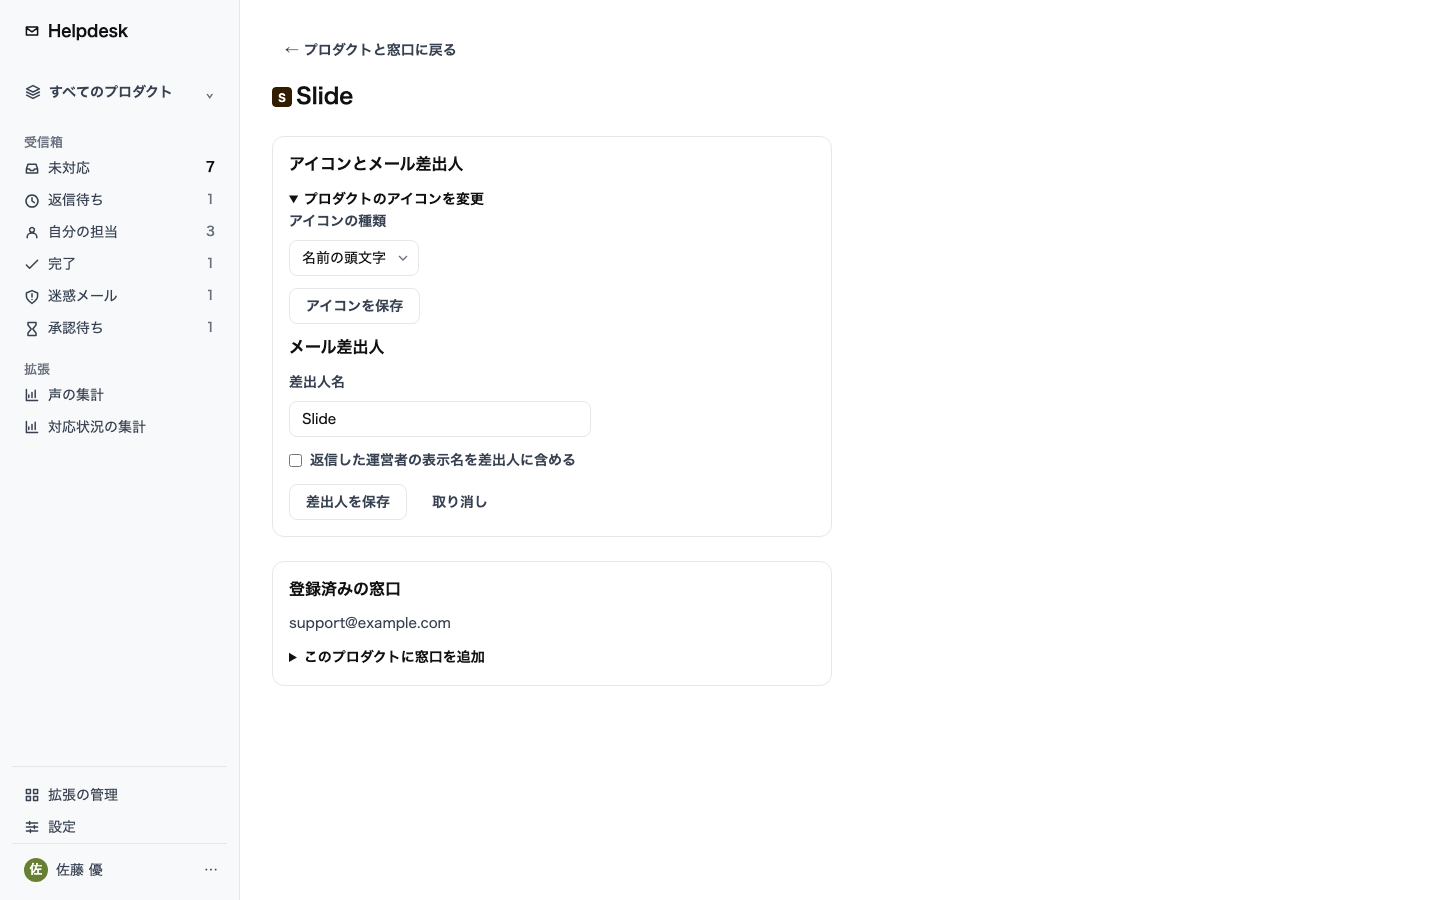 Helpdesk
すべてのプロダクト
受信箱
未対応 7
返信待ち 1
自分の担当 3
完了 1
迷惑メール 1
承認待ち 1
拡張
声の集計
対応状況の集計
拡張の管理
設定
佐 佐藤 優 …
← プロダクトと窓口に戻る
S Slide
アイコンとメール差出人
▼ プロダクトのアイコンを変更
アイコンの種類
名前の頭文字
アイコンを保存
メール差出人
差出人名
Slide
返信した運営者の表示名を差出人に含める
差出人を保存 取り消し
登録済みの窓口
support@example.com
▶ このプロダクトに窓口を追加